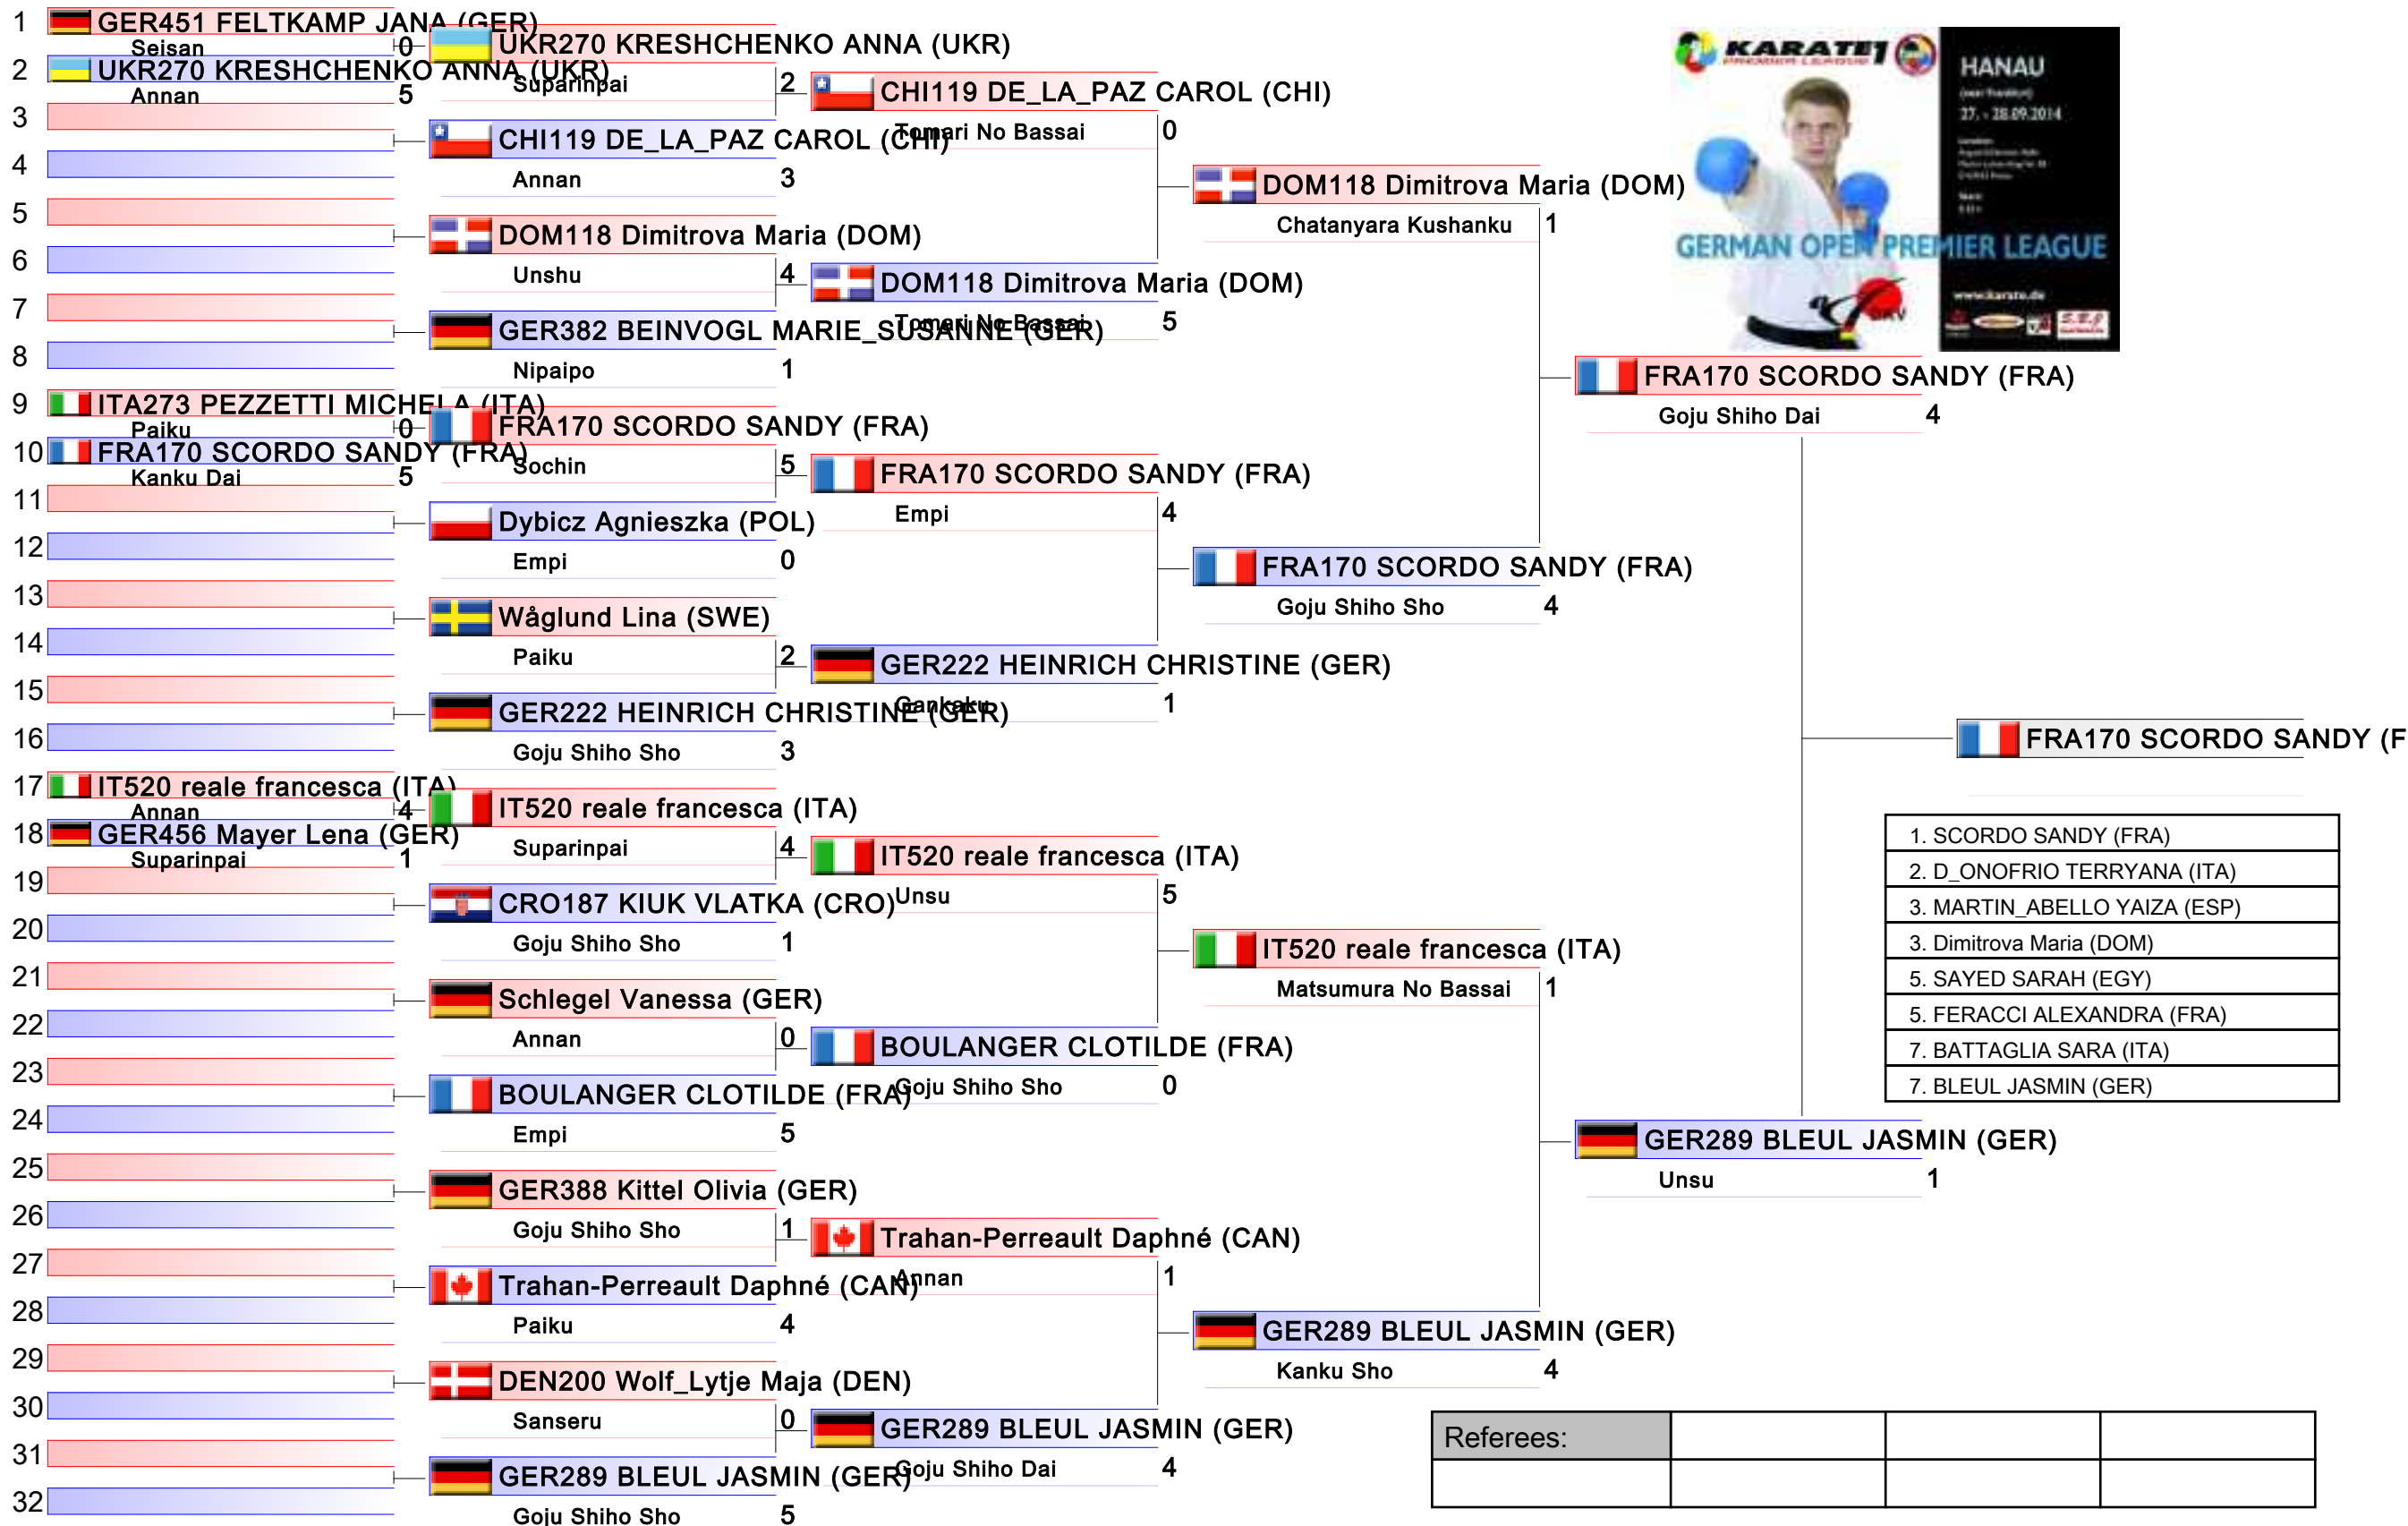 1 GER451 FELTKAMP JANA (GER)
Seisan 0
2 UKR270 KRESHCHENKO ANNA (UKR)
Annan 5
3
4
5
6
7
8
9 ITA273 PEZZETTI MICHELA (ITA)
Paiku 0
10 FRA170 SCORDO SANDY (FRA)
Kanku Dai 5
11
12
13
14
15
16
17 IT520 reale francesca (ITA)
Annan 4
18 GER456 Mayer Lena (GER)
Suparinpai 1
19
20
21
22
23
24
25
26
27
28
29
30
31
32
UKR270 KRESHCHENKO ANNA (UKR)
Suparinpai 2
CHI119 DE_LA_PAZ CAROL (CHI)
Annan 3
DOM118 Dimitrova Maria (DOM)
Unshu 4
GER382 BEINVOGL MARIE_SUSANNE (GER)
Nipaipo 1
FRA170 SCORDO SANDY (FRA)
Sochin 5
Dybicz Agnieszka (POL)
Empi 0
Wåglund Lina (SWE)
Paiku 2
GER222 HEINRICH CHRISTINE (GER)
Goju Shiho Sho 3
IT520 reale francesca (ITA)
Suparinpai 4
CRO187 KIUK VLATKA (CRO)
Goju Shiho Sho 1
Schlegel Vanessa (GER)
Annan 0
BOULANGER CLOTILDE (FRA)
Empi 5
GER388 Kittel Olivia (GER)
Goju Shiho Sho 1
Trahan-Perreault Daphné (CAN)
Paiku 4
DEN200 Wolf_Lytje Maja (DEN)
Sanseru 0
GER289 BLEUL JASMIN (GER)
Goju Shiho Sho 5
CHI119 DE_LA_PAZ CAROL (CHI)
Tomari No Bassai 0
DOM118 Dimitrova Maria (DOM)
Tomari No Bassai 5
FRA170 SCORDO SANDY (FRA)
Empi 4
GER222 HEINRICH CHRISTINE (GER)
Gankaku 1
IT520 reale francesca (ITA)
Unsu 5
BOULANGER CLOTILDE (FRA)
Goju Shiho Sho 0
Trahan-Perreault Daphné (CAN)
Annan 1
GER289 BLEUL JASMIN (GER)
Goju Shiho Dai 4
DOM118 Dimitrova Maria (DOM)
Chatanyara Kushanku 1
FRA170 SCORDO SANDY (FRA)
Goju Shiho Sho 4
IT520 reale francesca (ITA)
Matsumura No Bassai 1
GER289 BLEUL JASMIN (GER)
Kanku Sho 4
KARATE1
PREMIER LEAGUE
HANAU
(near Frankfurt)
27. - 28.09.2014
GERMAN OPEN PREMIER LEAGUE
www.karate.de
FRA170 SCORDO SANDY (FRA)
Goju Shiho Dai 4
GER289 BLEUL JASMIN (GER)
Unsu 1
FRA170 SCORDO SANDY (F
1. SCORDO SANDY (FRA)
2. D_ONOFRIO TERRYANA (ITA)
3. MARTIN_ABELLO YAIZA (ESP)
3. Dimitrova Maria (DOM)
5. SAYED SARAH (EGY)
5. FERACCI ALEXANDRA (FRA)
7. BATTAGLIA SARA (ITA)
7. BLEUL JASMIN (GER)
Referees: